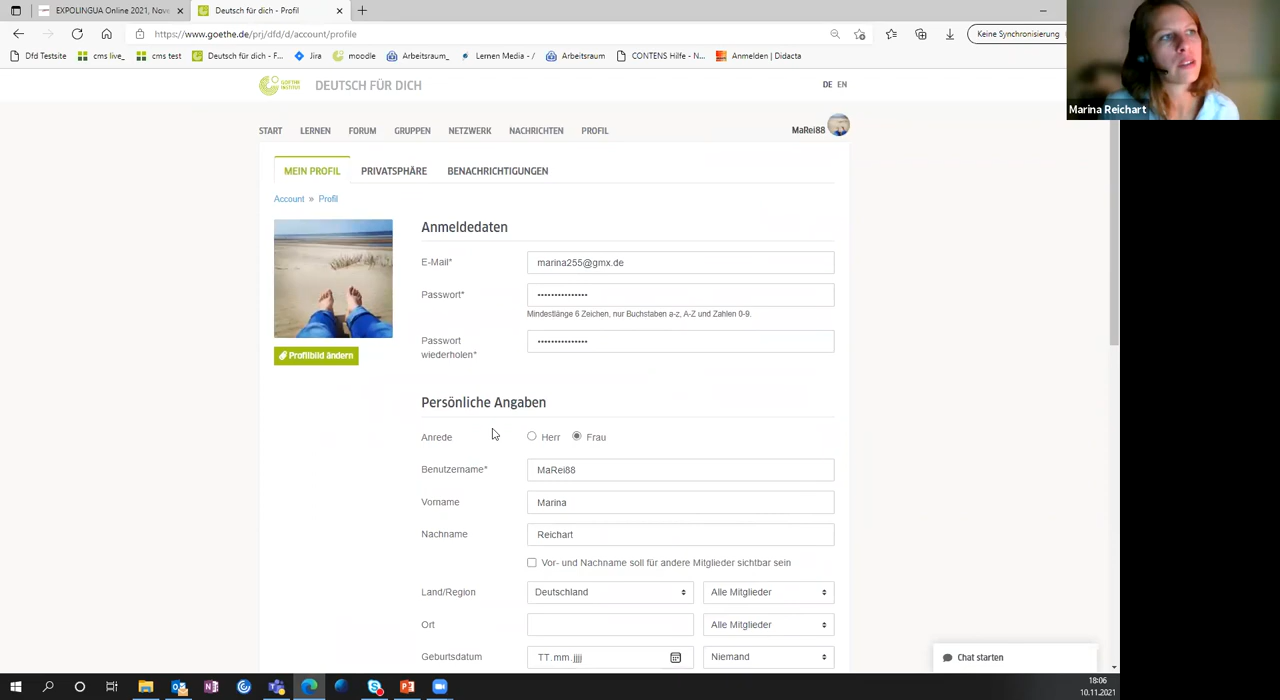 EXPOLINGUA Online 2021, Nove
Deutsch für dich - Profil
https://www.goethe.de/prj/dfd/d/account/profile
Keine Synchronisierung
Dfd Testsite
cms live_
cms test
Deutsch für dich - F...
Jira
moodle
Arbeitsraum_
Lernen Media - /
Arbeitsraum
CONTENS Hilfe - N...
Anmelden | Didacta
Marina Reichart
GOETHE INSTITUT
DEUTSCH FÜR DICH
DE EN
START
LERNEN
FORUM
GRUPPEN
NETZWERK
NACHRICHTEN
PROFIL
MaRei88
MEIN PROFIL
PRIVATSPHÄRE
BENACHRICHTIGUNGEN
Account » Profil
Profilbild ändern
Anmeldedaten
E-Mail* marina255@gmx.de
Passwort* •••••••••••••••
Mindestlänge 6 Zeichen, nur Buchstaben a-z, A-Z und Zahlen 0-9.
Passwort wiederholen* •••••••••••••••
Persönliche Angaben
Anrede Herr Frau
Benutzername* MaRei88
Vorname Marina
Nachname Reichart
Vor- und Nachname soll für andere Mitglieder sichtbar sein
Land/Region Deutschland Alle Mitglieder
Ort Alle Mitglieder
Geburtsdatum TT.mm.jjjj Niemand
Chat starten
18:06
10.11.2021